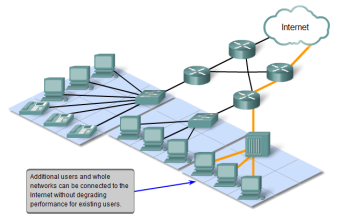 Internet
Additional users and whole
networks can be connected to the
Internet without degrading
performance for existing users.